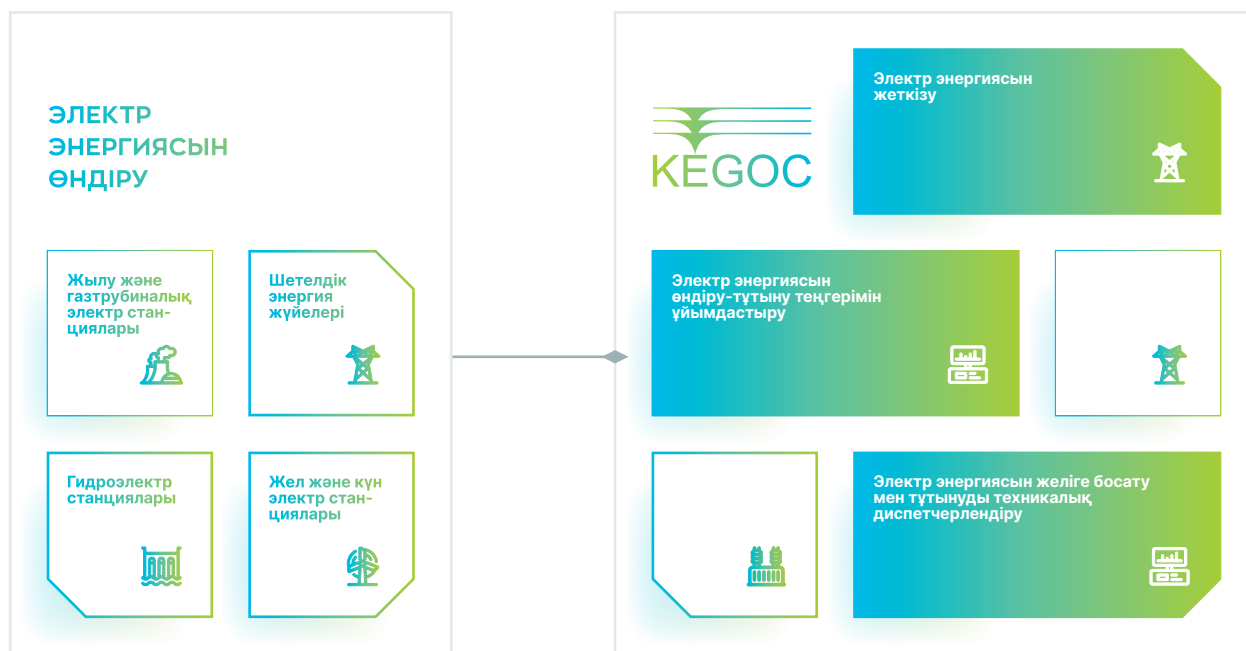 ЭЛЕКТР
ЭНЕРГИЯСЫН
ӨНДІРУ
Жылу және
газтрубиналық
электр стан-
циялары
Шетелдік
энергия
жүйелері
Гидроэлектр
станциялары
Жел және күн
электр стан-
циялары
KEGOC
Электр энергиясын
жеткізу
Электр энергиясын
өндіру-тұтыну теңгерімін
ұйымдастыру
Электр энергиясын желіге босату
мен тұтынуды техникалық
диспетчерлендіру